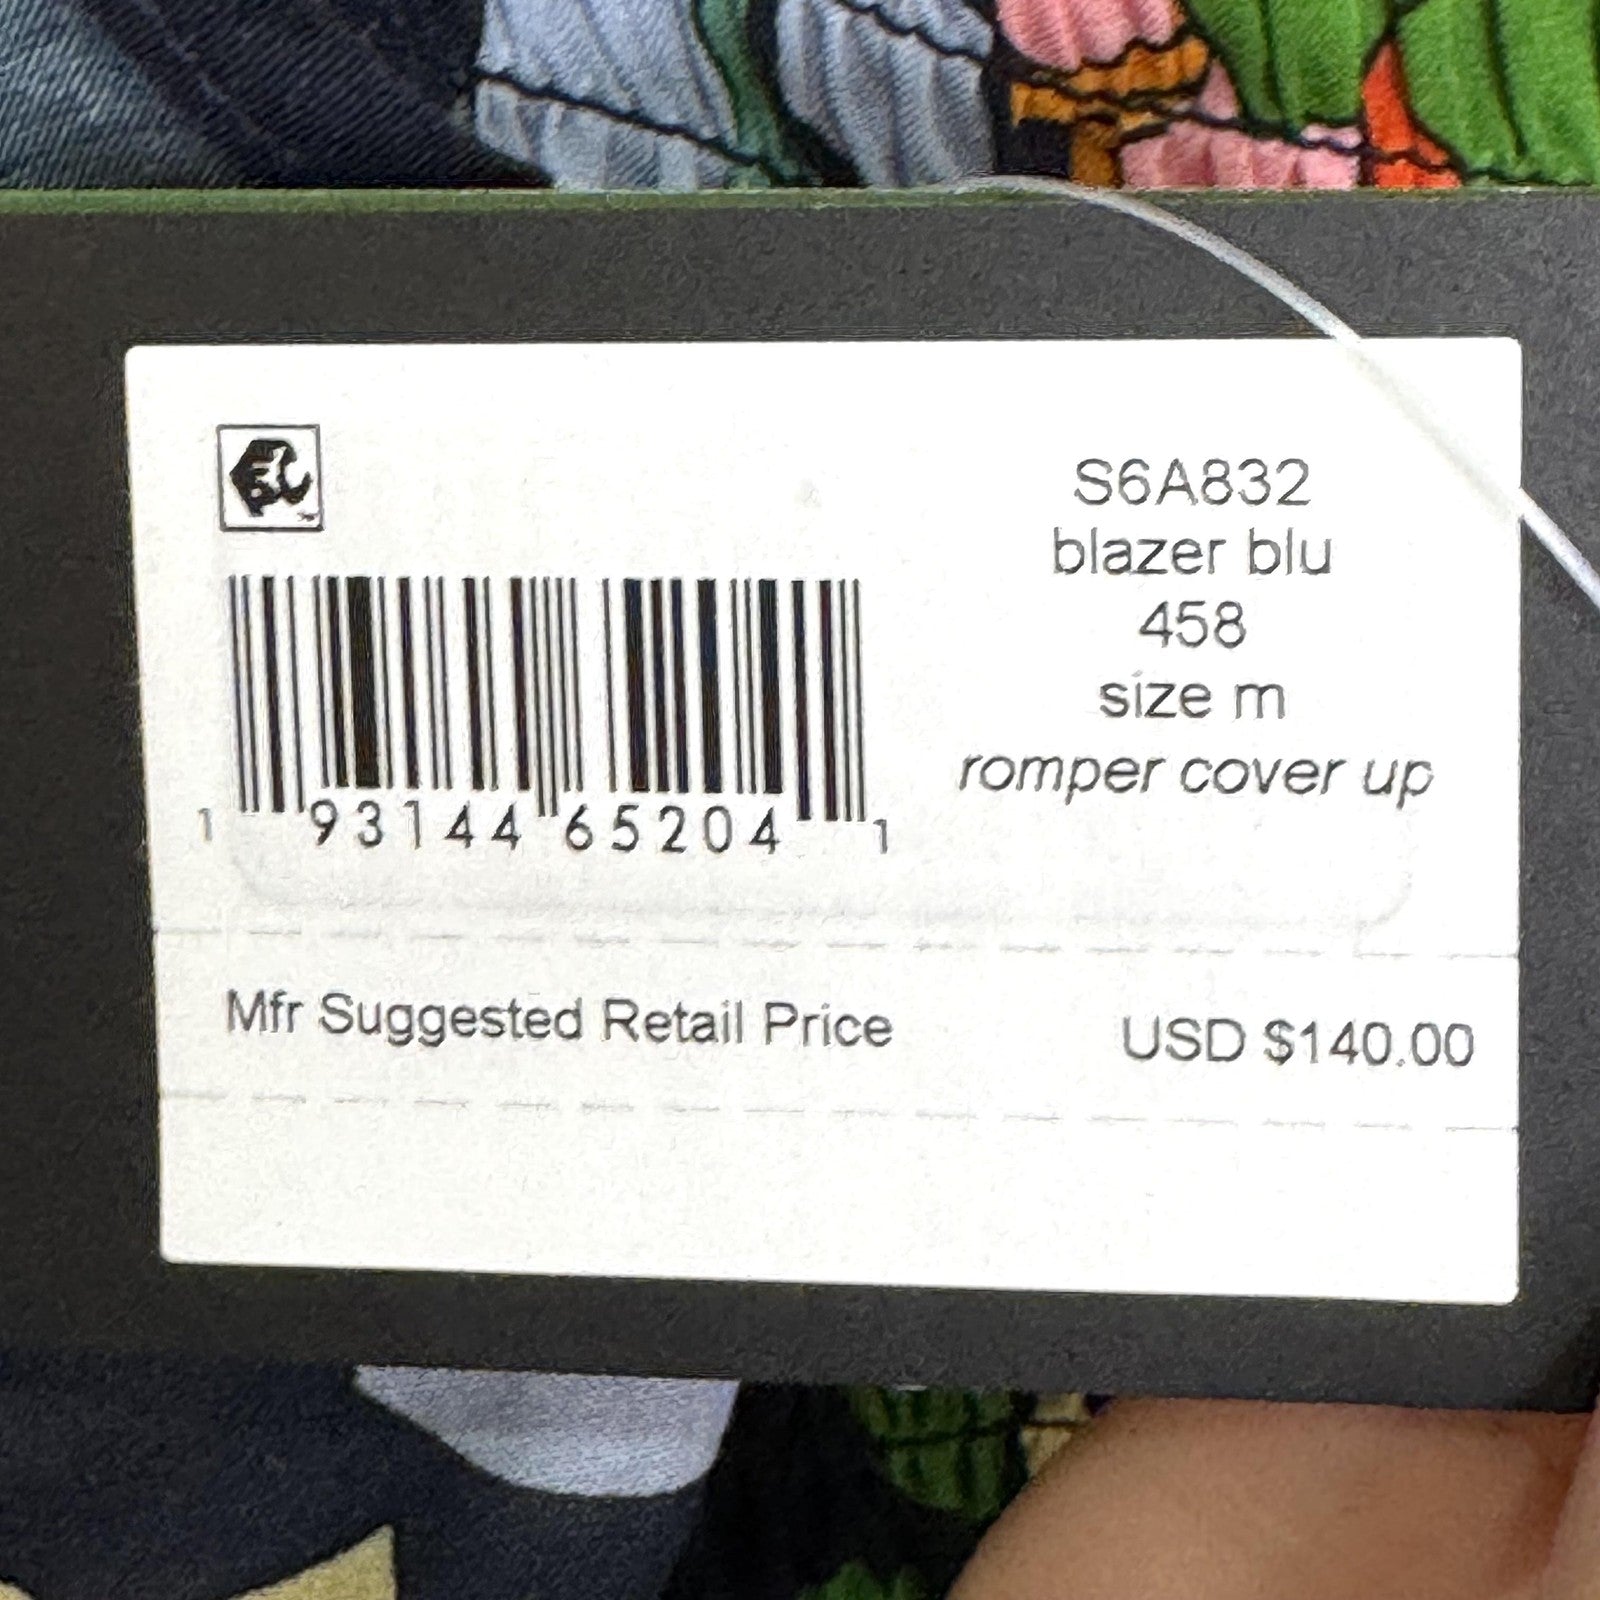 S6A832
blazer blu
458
size m
romper cover up
1 93144 65204 1
Mfr Suggested Retail Price USD $140.00